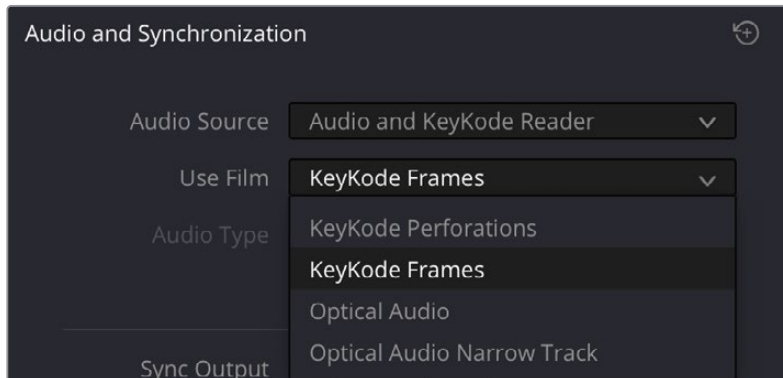 Audio and Synchronization
Audio Source Audio and KeyKode Reader
Use Film KeyKode Frames
Audio Type KeyKode Perforations
KeyKode Frames
Optical Audio
Optical Audio Narrow Track
Sync Output